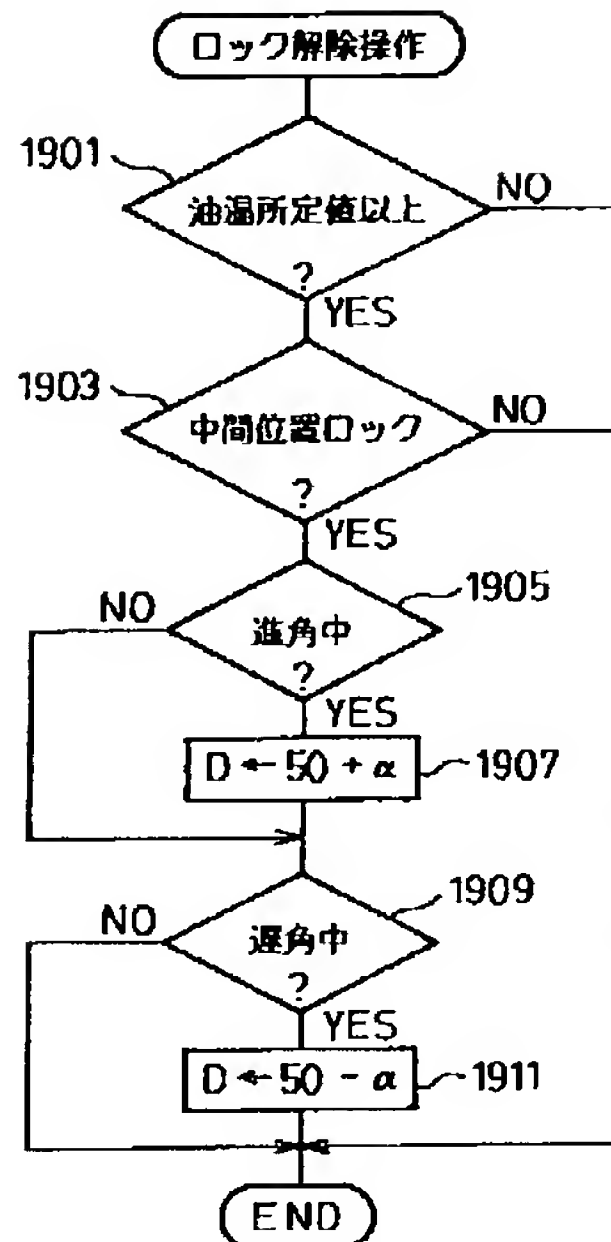 ロック解除操作
1901
油温所定値以上
?
NO
YES
1903
中間位置ロック
?
NO
YES
1905
進角中
?
NO
YES
D ← 50 + α
1907
1909
遅角中
?
NO
YES
D ← 50 - α
1911
END